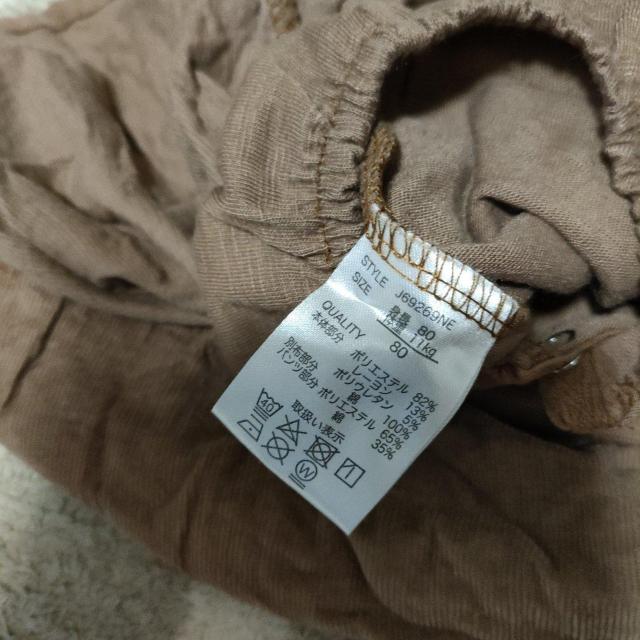 STYLE J69263NE
SIZE
身長 80
体重 11kg
80
QUALITY
本体部分 ポリエステル 82%
レーヨン 13%
ポリウレタン 5%
別布部分 綿 100%
パンツ部分 ポリエステル 65%
綿 35%
取扱い表示